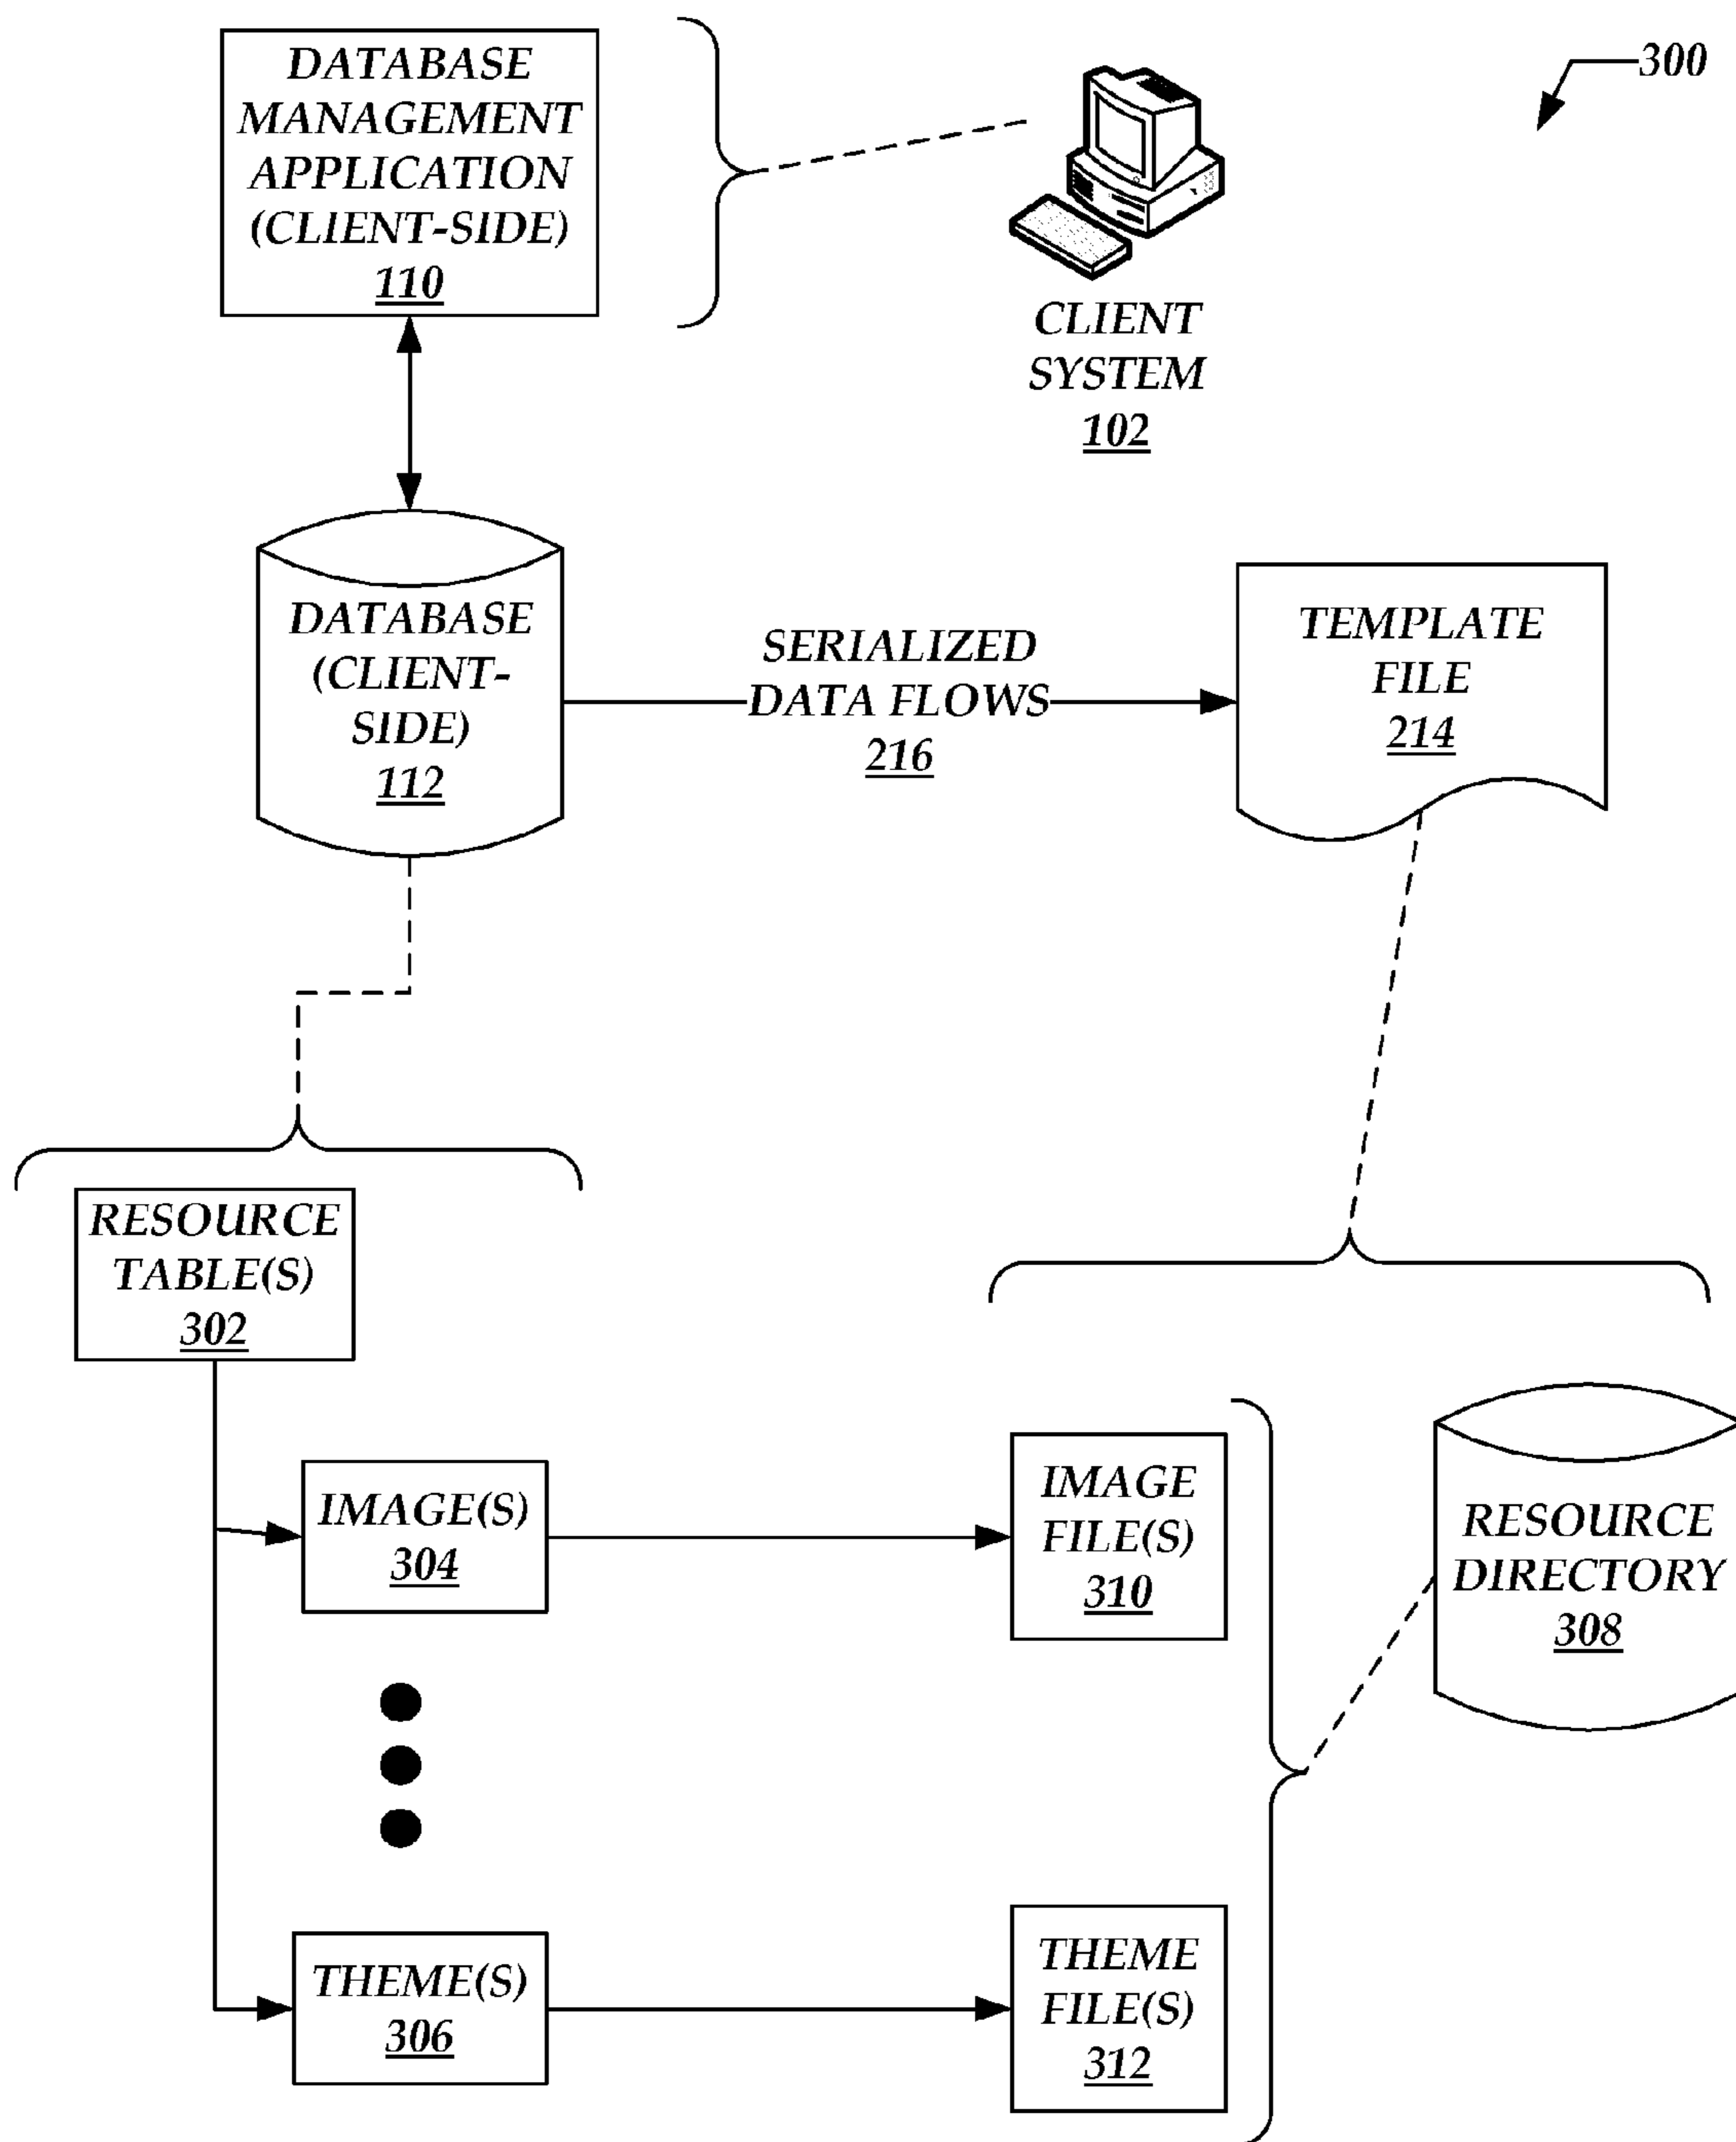 DATABASE
MANAGEMENT
APPLICATION
(CLIENT-SIDE)
110
300
CLIENT
SYSTEM
102
DATABASE
(CLIENT-
SIDE)
112
SERIALIZED
DATA FLOWS
216
TEMPLATE
FILE
214
RESOURCE
TABLE(S)
302
IMAGE(S)
304
IMAGE
FILE(S)
310
RESOURCE
DIRECTORY
308
THEME(S)
306
THEME
FILE(S)
312